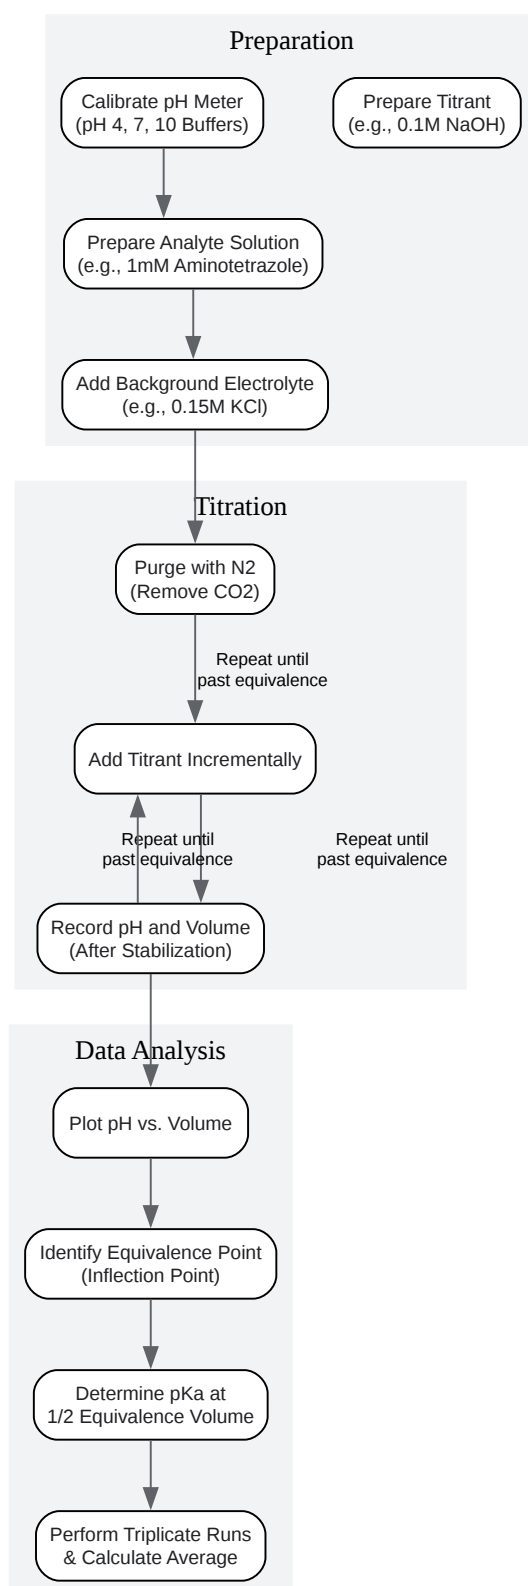 Preparation
Calibrate pH Meter
(pH 4, 7, 10 Buffers)
Prepare Titrant
(e.g., 0.1M NaOH)
Prepare Analyte Solution
(e.g., 1mM Aminotetrazole)
Add Background Electrolyte
(e.g., 0.15M KCl)
Titration
Purge with N2
(Remove CO2)
Repeat until
past equivalence
Add Titrant Incrementally
Repeat until
past equivalence
Repeat until
past equivalence
Record pH and Volume
(After Stabilization)
Data Analysis
Plot pH vs. Volume
Identify Equivalence Point
(Inflection Point)
Determine pKa at
1/2 Equivalence Volume
Perform Triplicate Runs
& Calculate Average